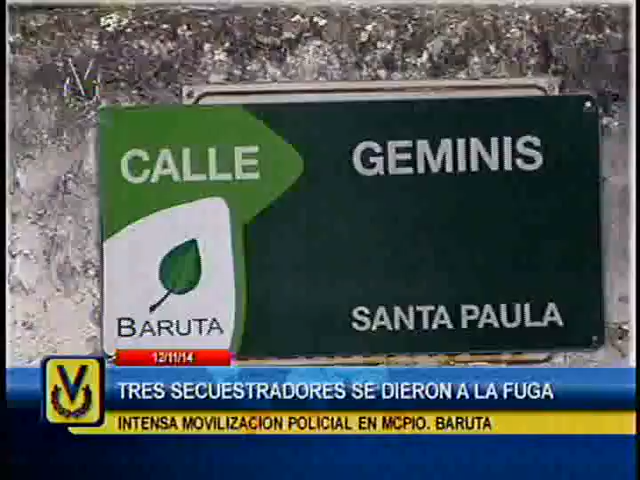 CALLE
GEMINIS
BARUTA
SANTA PAULA
12/11/14
TRES SECUESTRADORES SE DIERON A LA FUGA
INTENSA MOVILIZACION POLICIAL EN MCPIO. BARUTA